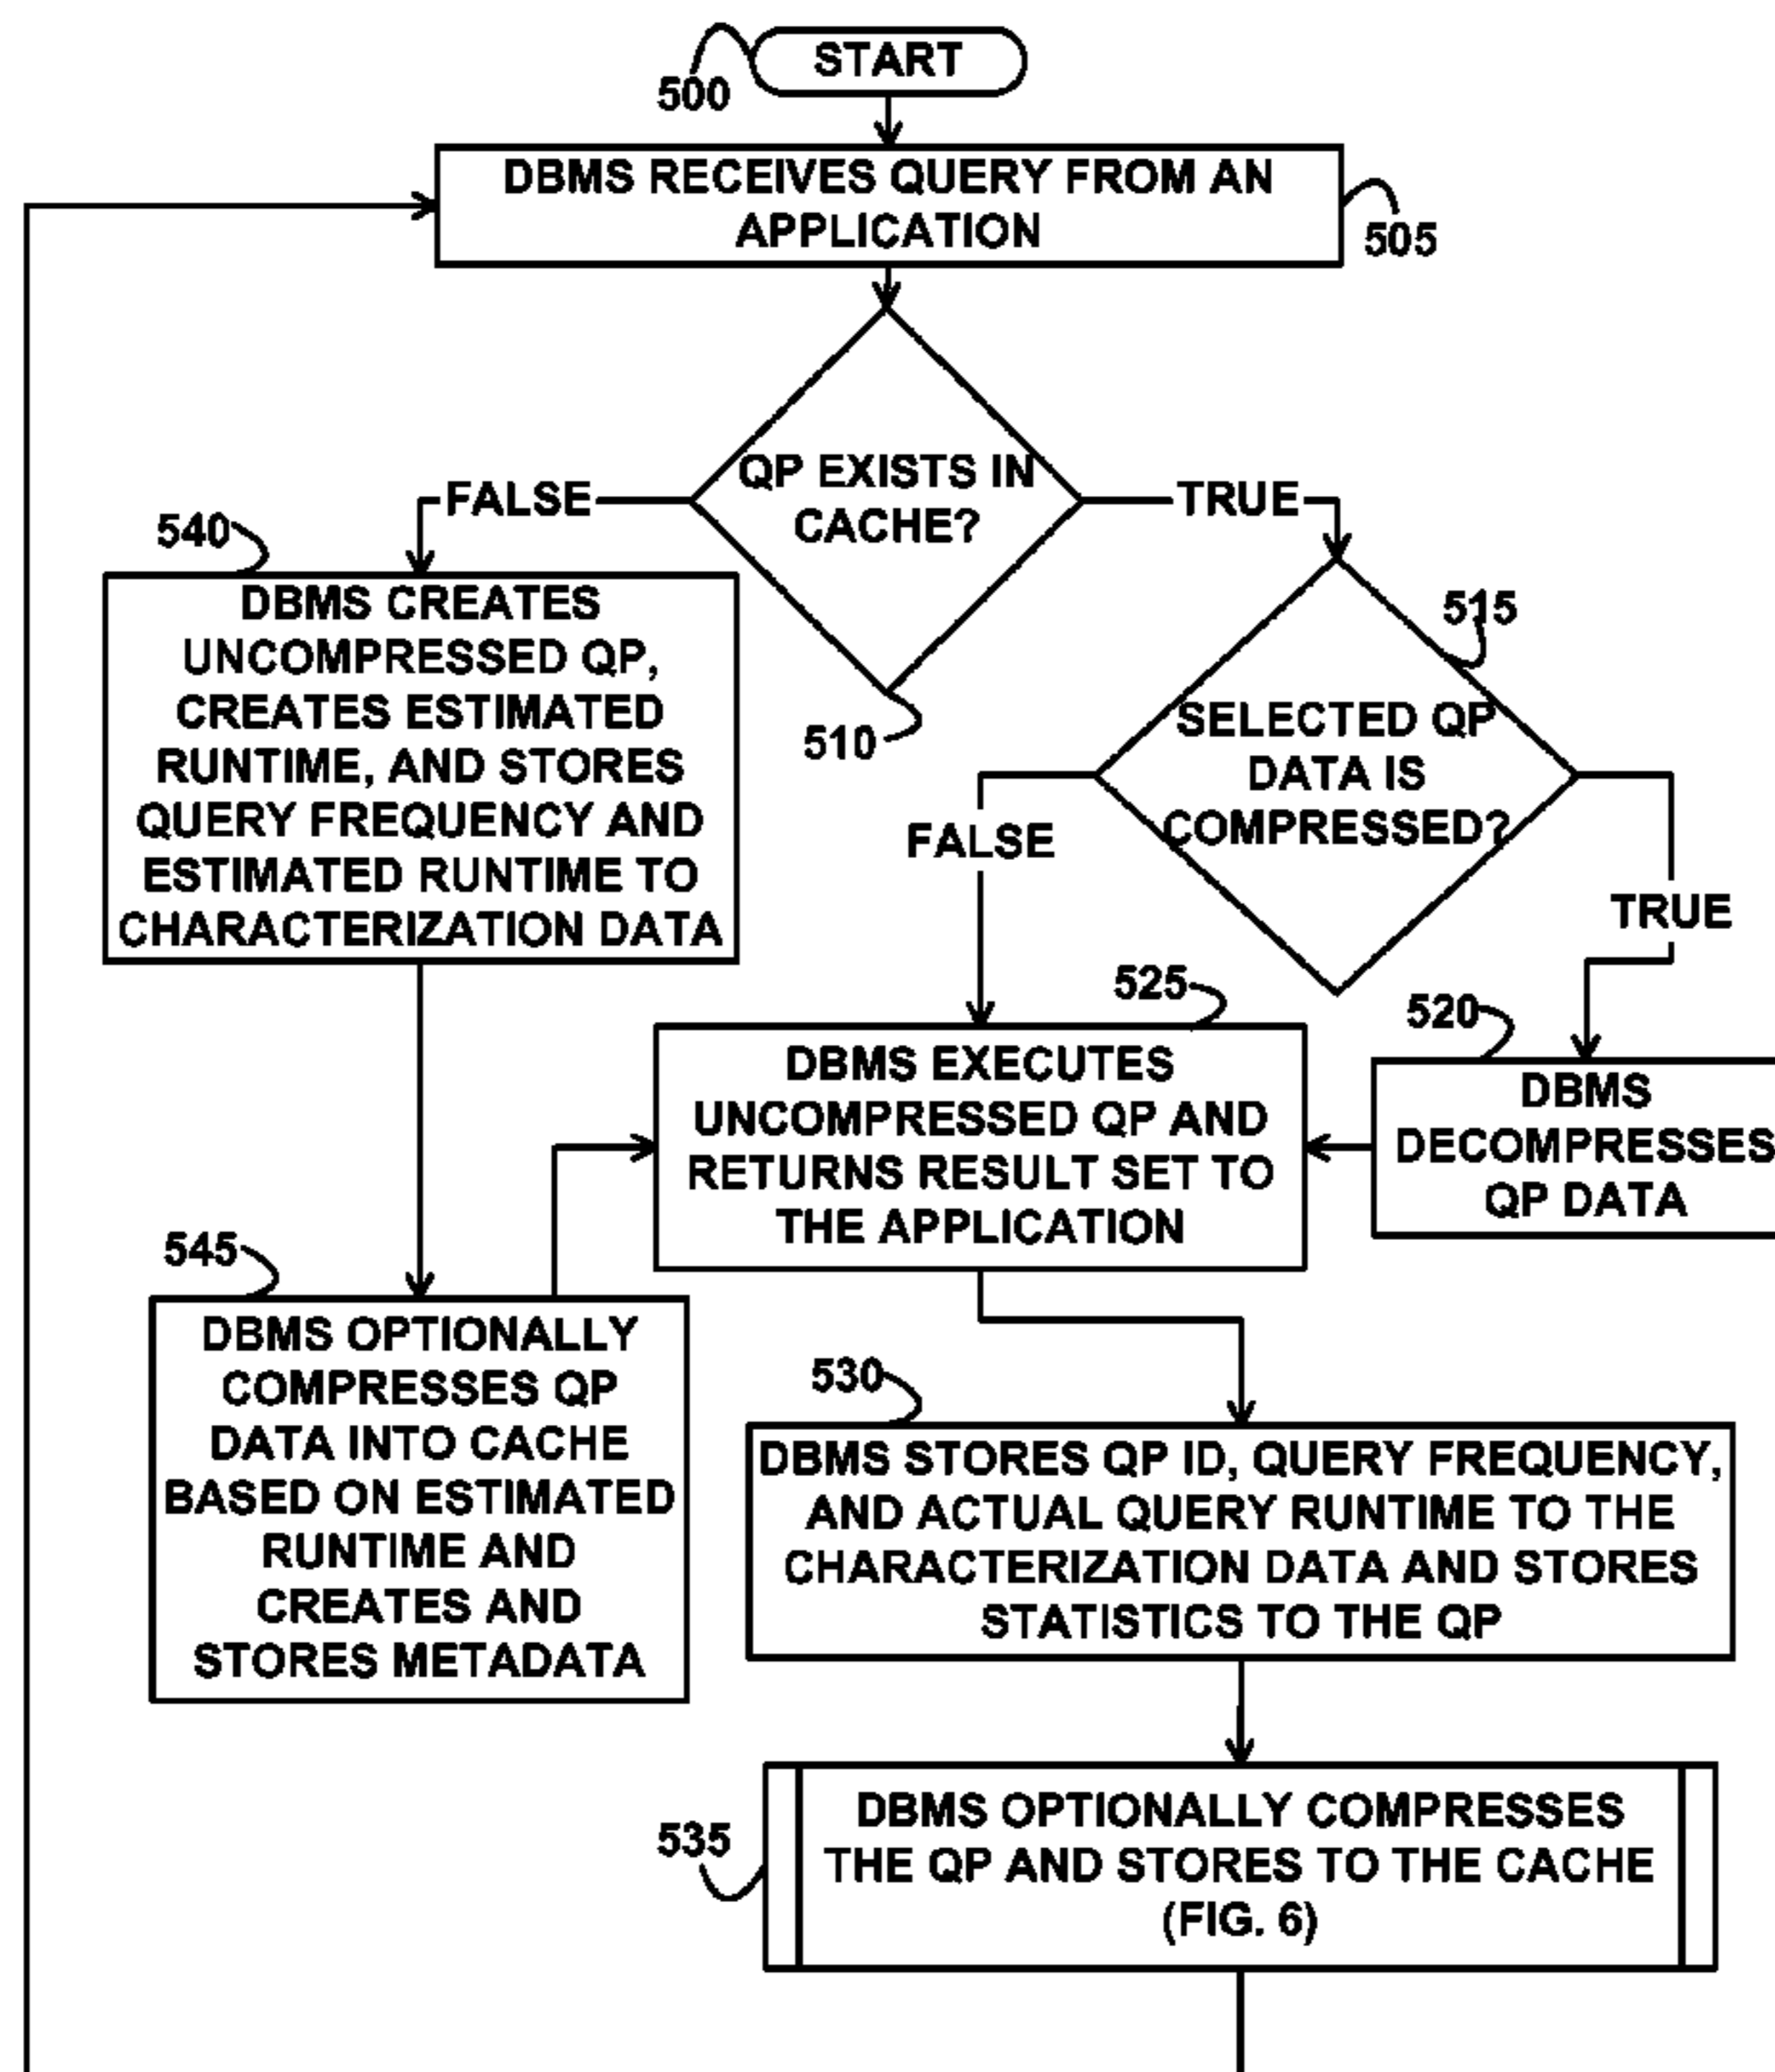 START
500
DBMS RECEIVES QUERY FROM AN
APPLICATION
505
QP EXISTS IN
CACHE?
FALSE
TRUE
510
540
DBMS CREATES
UNCOMPRESSED QP,
CREATES ESTIMATED
RUNTIME, AND STORES
QUERY FREQUENCY AND
ESTIMATED RUNTIME TO
CHARACTERIZATION DATA
515
SELECTED QP
DATA IS
COMPRESSED?
FALSE
TRUE
525
DBMS EXECUTES
UNCOMPRESSED QP AND
RETURNS RESULT SET TO
THE APPLICATION
520
DBMS
DECOMPRESSES
QP DATA
545
DBMS OPTIONALLY
COMPRESSES QP
DATA INTO CACHE
BASED ON ESTIMATED
RUNTIME AND
CREATES AND
STORES METADATA
530
DBMS STORES QP ID, QUERY FREQUENCY,
AND ACTUAL QUERY RUNTIME TO THE
CHARACTERIZATION DATA AND STORES
STATISTICS TO THE QP
535
DBMS OPTIONALLY COMPRESSES
THE QP AND STORES TO THE CACHE
(FIG. 6)